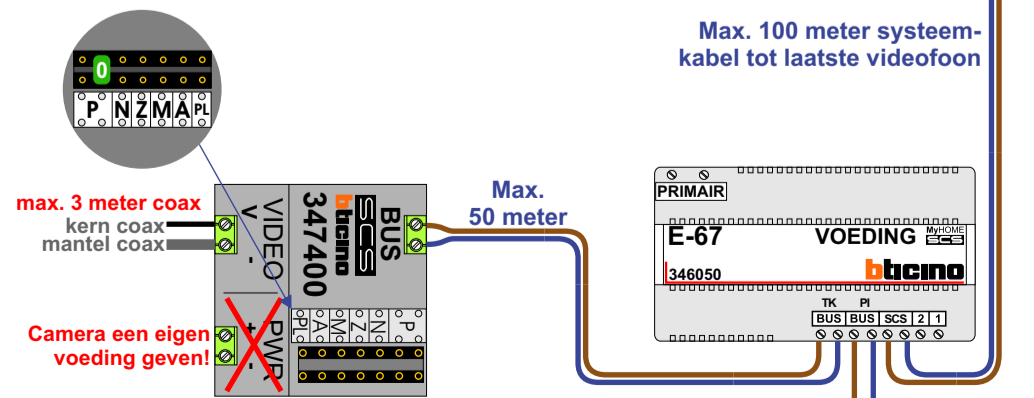 Max. 100 meter systeem-
kabel tot laatste videofoon
0
P N Z M A PL
max. 3 meter coax
kern coax
mantel coax
VIDEO
V -
347400
bticino
SCS
BUS
Max.
50 meter
Camera een eigen
voeding geven!
PWR
+ -
PL A M Z N P
PRIMAIR
E-67
VOEDING
MyHOME
SCS
346050
bticino
TK PI
BUS BUS SCS 2 1